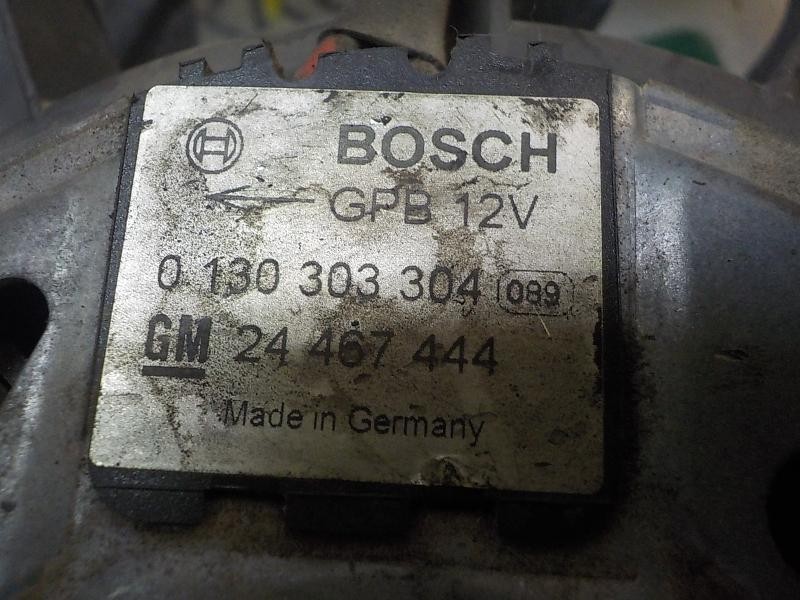 BOSCH
GPB 12V
0 130 303 304 089
GM 24 467 444
Made in Germany